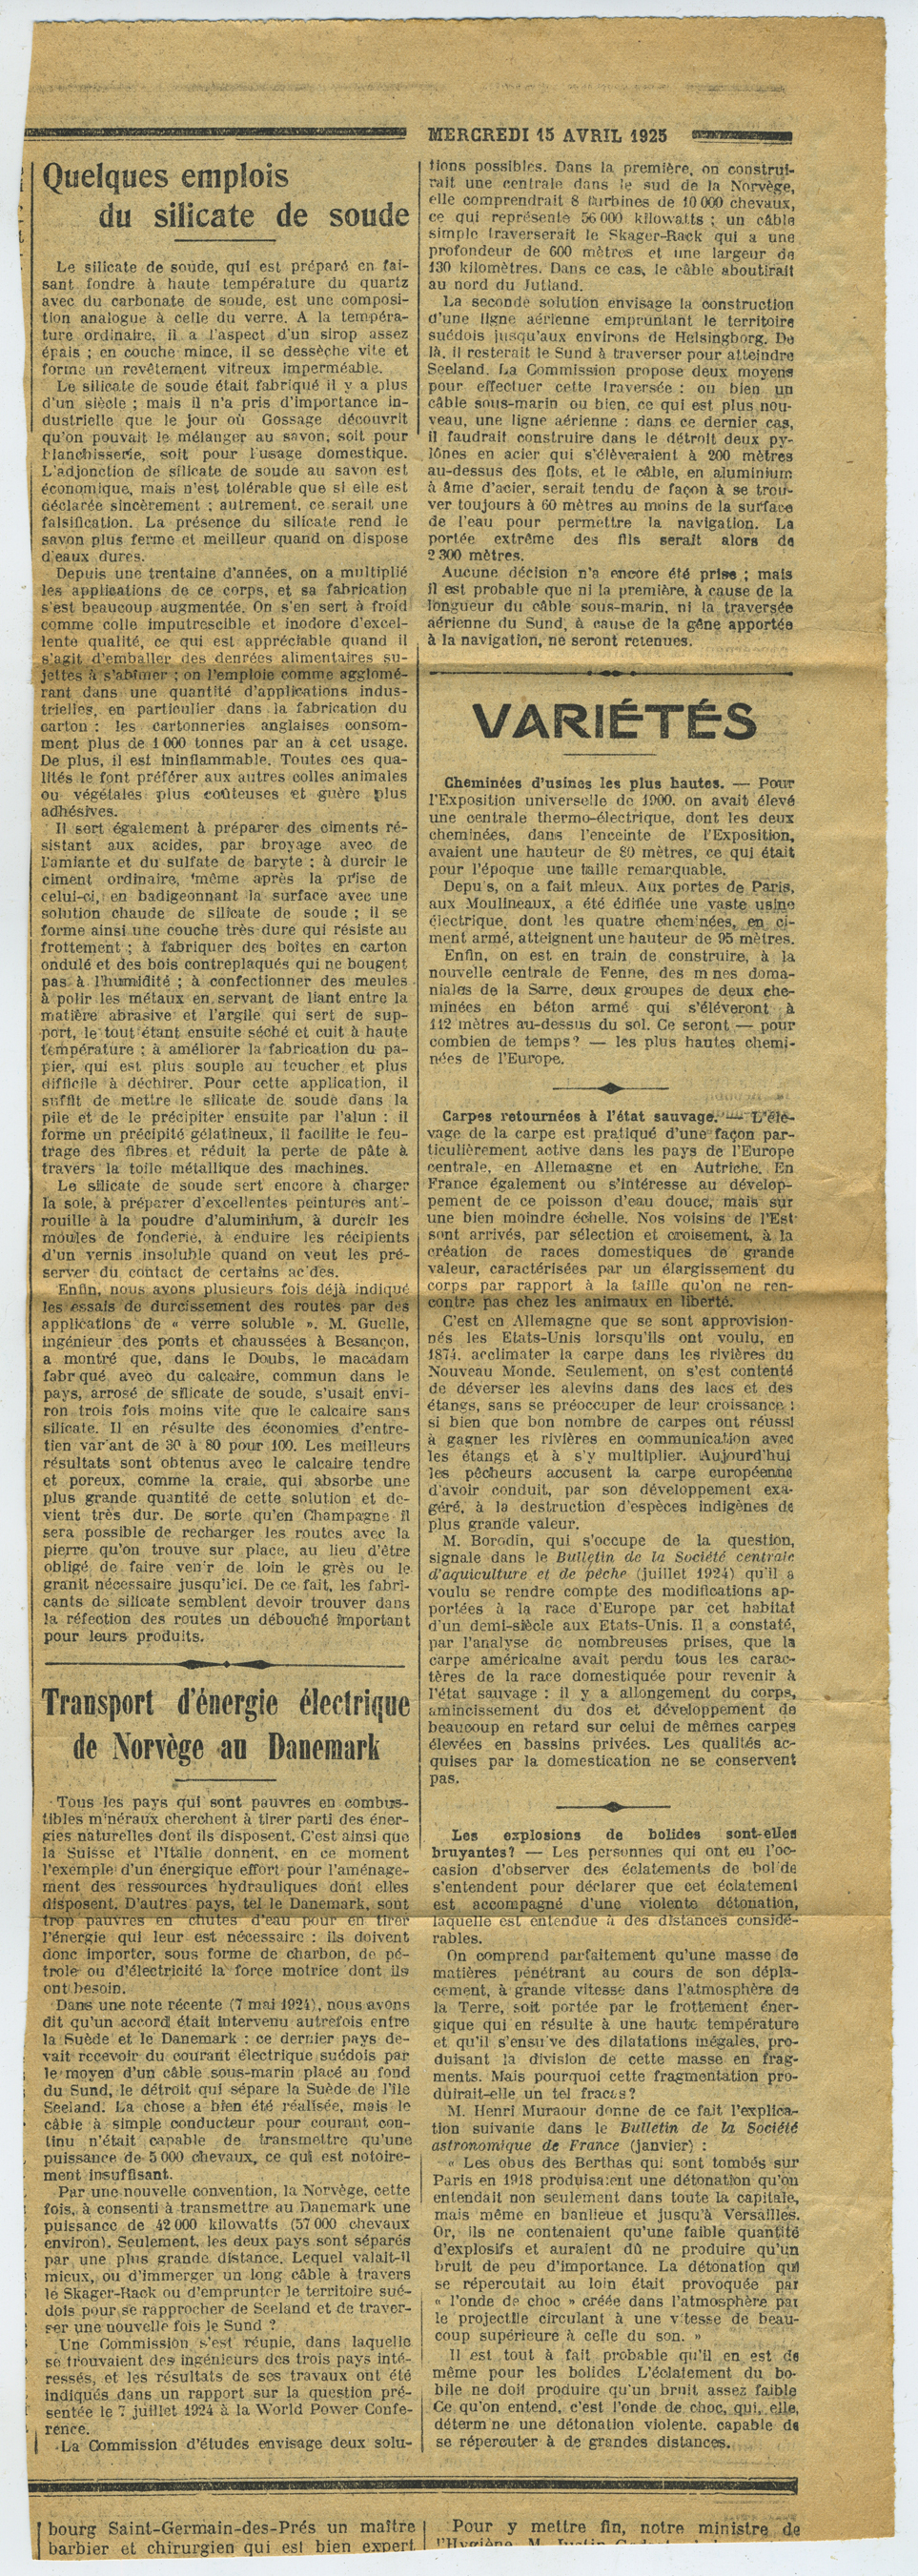 MERCREDI 15 AVRIL 1925
Quelques emplois
du silicate de soude
Le silicate de soude, qui est préparé en fai-
sant fondre à haute température du quartz
avec du carbonate de soude, est une composi-
tion analogue à celle du verre. A la tempéra-
ture ordinaire, il a l'aspect d'un sirop assez
épais ; en couche mince, il se dessèche vite et
forme un revêtement vitreux imperméable.
Le silicate de soude était fabriqué il y a plus
d'un siècle ; mais il n'a pris d'importance in-
dustrielle que le jour où Gossage découvrit
qu'on pouvait le mélanger au savon, soit pour
blanchisserie, soit pour l'usage domestique.
L'adjonction de silicate de soude au savon est
économique, mais n'est tolérable que si elle est
déclarée sincèrement ; autrement, ce serait une
falsification. La présence du silicate rend le
savon plus ferme et meilleur quand on dispose
d'eaux dures.
Depuis une trentaine d'années, on a multiplié
les applications de ce corps, et sa fabrication
s'est beaucoup augmentée. On s'en sert à froid
comme colle imputrescible et inodore d'excel-
lente qualité, ce qui est appréciable quand il
s'agit d'emballer des denrées alimentaires su-
jettes à s'abîmer ; on l'emploie comme agglomé-
rant dans une quantité d'applications indus-
trielles, en particulier dans la fabrication du
carton : les cartonneries anglaises consom-
ment plus de 1 000 tonnes par an à cet usage.
De plus, il est ininflammable. Toutes ces qua-
lités le font préférer aux autres colles animales
ou végétales plus coûteuses et guère plus
adhésives.
Il sert également à préparer des ciments ré-
sistant aux acides, par broyage avec de
l'amiante et du sulfate de baryte ; à durcir le
ciment ordinaire, même après la prise de
celui-ci, en badigeonnant la surface avec une
solution chaude de silicate de soude ; il se
forme ainsi une couche très dure qui résiste au
frottement ; à fabriquer des boîtes en carton
ondulé et des bois contreplaqués qui ne bougent
pas à l'humidité ; à confectionner des meules
à polir les métaux en servant de liant entre la
matière abrasive et l'argile qui sert de sup-
port, le tout étant ensuite séché et cuit à haute
température ; à améliorer la fabrication du pa-
pier, qui est plus souple au toucher et plus
difficile à déchirer. Pour cette application, il
suffit de mettre le silicate de soude dans la
pile et de le précipiter ensuite par l'alun : il
forme un précipité gélatineux, il facilite le feu-
trage des fibres et réduit la perte de pâte à
travers la toile métallique des machines.
Le silicate de soude sert encore à charger
la soie, à préparer d'excellentes peintures anti-
rouille à la poudre d'aluminium, à durcir les
moules de fonderie, à enduire les récipients
d'un vernis insoluble quand on veut les pré-
server du contact de certains acides.
Enfin, nous avons plusieurs fois déjà indiqué
les essais de durcissement des routes par des
applications de « verre soluble ». M. Guelle,
ingénieur des ponts et chaussées à Besançon,
a montré que, dans le Doubs, le macadam
fabriqué avec du calcaire, commun dans le
pays, arrosé de silicate de soude, s'usait envi-
ron trois fois moins vite que le calcaire sans
silicate. Il en résulte des économies d'entre-
tien variant de 30 à 80 pour 100. Les meilleurs
résultats sont obtenus avec le calcaire tendre
et poreux, comme la craie, qui absorbe une
plus grande quantité de cette solution et de-
vient très dur. De sorte qu'en Champagne il
sera possible de recharger les routes avec la
pierre qu'on trouve sur place, au lieu d'être
obligé de faire venir de loin le grès ou le
granit nécessaire jusqu'ici. De ce fait, les fabri-
cants de silicate semblent devoir trouver dans
la réfection des routes un débouché important
pour leurs produits.
Transport d'énergie électrique
de Norvège au Danemark
Tous les pays qui sont pauvres en combus-
tibles minéraux cherchent à tirer parti des éner-
gies naturelles dont ils disposent. C'est ainsi que
la Suisse et l'Italie donnent, en ce moment
l'exemple d'un énergique effort pour l'aménage-
ment des ressources hydrauliques dont elles
disposent. D'autres pays, tel le Danemark, sont
trop pauvres en chutes d'eau pour en tirer
l'énergie qui leur est nécessaire : ils doivent
donc importer, sous forme de charbon, de pé-
trole ou d'électricité la force motrice dont ils
ont besoin.
Dans une note récente (7 mai 1924), nous avons
dit qu'un accord était intervenu autrefois entre
la Suède et le Danemark : ce dernier pays de-
vait recevoir du courant électrique suédois par
le moyen d'un câble sous-marin placé au fond
du Sund, le détroit qui sépare la Suède de l'île
Seeland. La chose a bien été réalisée, mais le
câble à simple conducteur pour courant con-
tinu n'était capable de transmettre qu'une
puissance de 5 000 chevaux, ce qui est notoire-
ment insuffisant.
Par une nouvelle convention, la Norvège, cette
fois, a consenti à transmettre au Danemark une
puissance de 42 000 kilowatts (57 000 chevaux
environ). Seulement, les deux pays sont séparés
par une plus grande distance. Lequel valait-il
mieux, ou d'immerger un long câble à travers
le Skager-Rack ou d'emprunter le territoire sué-
dois pour se rapprocher de Seeland et de traver-
ser une nouvelle fois le Sund ?
Une Commission s'est réunie, dans laquelle
se trouvaient des ingénieurs des trois pays inté-
ressés, et les résultats de ses travaux ont été
indiqués dans un rapport sur la question pré-
sentée le 7 juillet 1924 à la World Power Confe-
rence.
La Commission d'études envisage deux solu-
tions possibles. Dans la première, on construi-
rait une centrale dans le sud de la Norvège,
elle comprendrait 8 turbines de 10 000 chevaux,
ce qui représente 56 000 kilowatts ; un câble
simple traverserait le Skager-Rack qui a une
profondeur de 600 mètres et une largeur de
130 kilomètres. Dans ce cas, le câble aboutirait
au nord du Jutland.
La seconde solution envisage la construction
d'une ligne aérienne empruntant le territoire
suédois jusqu'aux environs de Helsingborg. De
là, il resterait le Sund à traverser pour atteindre
Seeland. La Commission propose deux moyens
pour effectuer cette traversée : ou bien un
câble sous-marin ou bien, ce qui est plus nou-
veau, une ligne aérienne : dans ce dernier cas,
il faudrait construire dans le détroit deux py-
lônes en acier qui s'élèveraient à 200 mètres
au-dessus des flots, et le câble, en aluminium
à âme d'acier, serait tendu de façon à se trou-
ver toujours à 60 mètres au moins de la surface
de l'eau pour permettre la navigation. La
portée extrême des fils serait alors de
2 300 mètres.
Aucune décision n'a encore été prise ; mais
il est probable que ni la première, à cause de la
longueur du câble sous-marin, ni la traversée
aérienne du Sund, à cause de la gêne apportée
à la navigation, ne seront retenues.
VARIÉTÉS
Cheminées d'usines les plus hautes. — Pour
l'Exposition universelle de 1900, on avait élevé
une centrale thermo-électrique, dont les deux
cheminées, dans l'enceinte de l'Exposition,
avaient une hauteur de 80 mètres, ce qui était
pour l'époque une taille remarquable.
Depuis, on a fait mieux. Aux portes de Paris,
aux Moulineaux, a été édifiée une vaste usine
électrique, dont les quatre cheminées, en ci-
ment armé, atteignent une hauteur de 95 mètres.
Enfin, on est en train de construire, à la
nouvelle centrale de Fenne, des mines doma-
niales de la Sarre, deux groupes de deux che-
minées en béton armé qui s'élèveront à
112 mètres au-dessus du sol. Ce seront — pour
combien de temps? — les plus hautes chemi-
nées de l'Europe.
Carpes retournées à l'état sauvage. — L'éle-
vage de la carpe est pratiqué d'une façon par-
ticulièrement active dans les pays de l'Europe
centrale, en Allemagne et en Autriche. En
France également on s'intéresse au dévelop-
pement de ce poisson d'eau douce, mais sur
une bien moindre échelle. Nos voisins de l'Est
sont arrivés, par sélection et croisement, à la
création de races domestiques de grande
valeur, caractérisées par un élargissement du
corps par rapport à la taille qu'on ne ren-
contre pas chez les animaux en liberté.
C'est en Allemagne que se sont approvision-
nés les Etats-Unis lorsqu'ils ont voulu, en
1874, acclimater la carpe dans les rivières du
Nouveau Monde. Seulement, on s'est contenté
de déverser les alevins dans des lacs et des
étangs, sans se préoccuper de leur croissance ;
si bien que bon nombre de carpes ont réussi
à gagner les rivières en communication avec
les étangs et à s'y multiplier. Aujourd'hui
les pêcheurs accusent la carpe européenne
d'avoir conduit, par son développement exa-
géré, à la destruction d'espèces indigènes de
plus grande valeur.
M. Borodin, qui s'occupe de la question,
signale dans le Bulletin de la Société centrale
d'aquiculture et de pêche (juillet 1924) qu'il a
voulu se rendre compte des modifications ap-
portées à la race d'Europe par cet habitat
d'un demi-siècle aux Etats-Unis. Il a constaté,
par l'analyse de nombreuses prises, que la
carpe américaine avait perdu tous les carac-
tères de la race domestiquée pour revenir à
l'état sauvage : il y a allongement du corps,
amincissement du dos et développement de
beaucoup en retard sur celui de mêmes carpes
élevées en bassins privées. Les qualités ac-
quises par la domestication ne se conservent
pas.
Les explosions de bolides sont-elles
bruyantes? — Les personnes qui ont eu l'oc-
casion d'observer des éclatements de bolide
s'entendent pour déclarer que cet éclatement
est accompagné d'une violente détonation,
laquelle est entendue à des distances considé-
rables.
On comprend parfaitement qu'une masse de
matières pénétrant au cours de son dépla-
cement, à grande vitesse dans l'atmosphère de
la Terre, soit portée par le frottement éner-
gique qui en résulte à une haute température
et qu'il s'ensuive des dilatations inégales, pro-
duisant la division de cette masse en frag-
ments. Mais pourquoi cette fragmentation pro-
duirait-elle un tel fracas?
M. Henri Muraour donne de ce fait l'explica-
tion suivante dans le Bulletin de la Société
astronomique de France (janvier) :
« Les obus des Berthas qui sont tombés sur
Paris en 1918 produisaient une détonation qu'on
entendait non seulement dans toute la capitale,
mais même en banlieue et jusqu'à Versailles.
Or, ils ne contenaient qu'une faible quantité
d'explosifs et auraient dû ne produire qu'un
bruit de peu d'importance. La détonation qui
se répercutait au loin était provoquée par
« l'onde de choc » créée dans l'atmosphère par
le projectile circulant à une vitesse de beau-
coup supérieure à celle du son. »
Il est tout à fait probable qu'il en est de
même pour les bolides L'éclatement du bo-
bile ne doit produire qu'un bruit assez faible
Ce qu'on entend, c'est l'onde de choc, qui, elle,
détermine une détonation violente, capable de
se répercuter à de grandes distances.
bourg Saint-Germain-des-Prés un maître
barbier et chirurgien qui est bien expert
Pour y mettre fin, notre ministre de
l'Hygiène, M. Justin